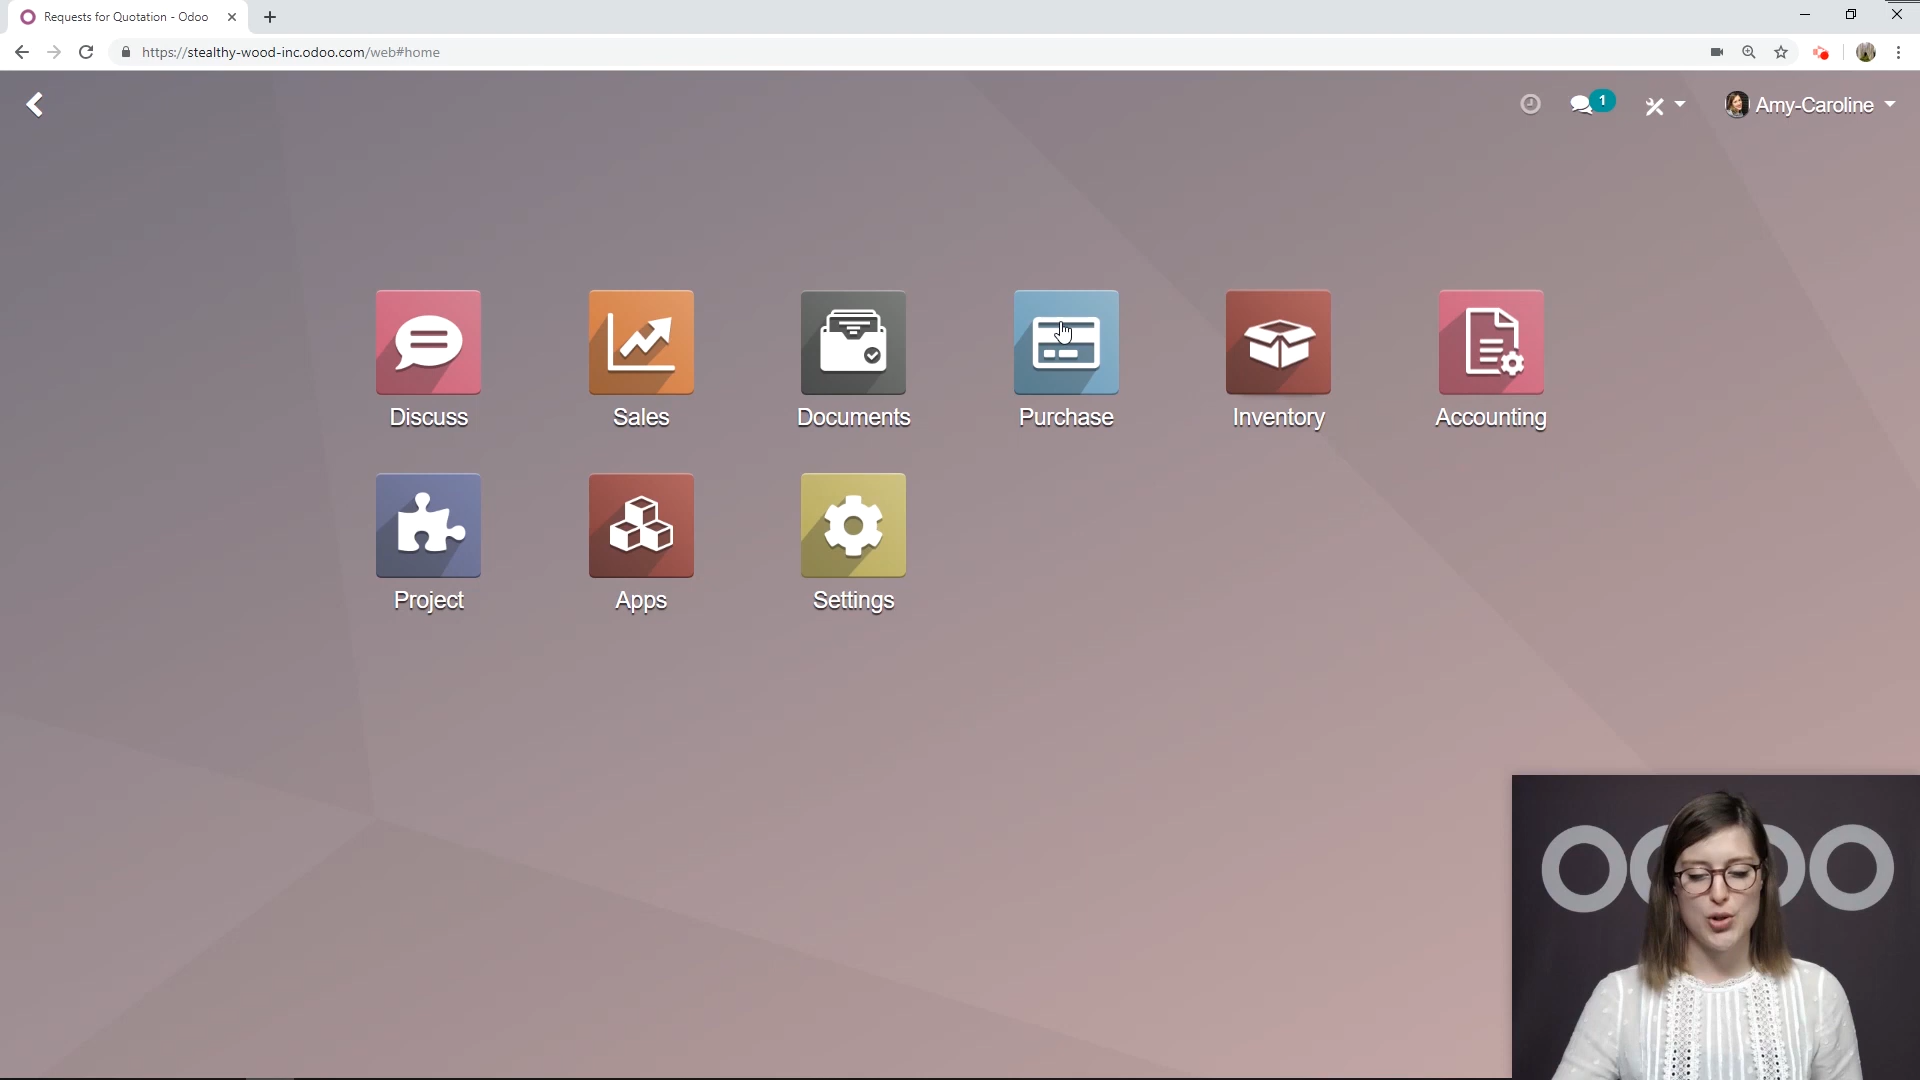 Requests for Quotation - Odoo
https://stealthy-wood-inc.odoo.com/web#home
1
Amy-Caroline
Discuss
Sales
Documents
Purchase
Inventory
Accounting
Project
Apps
Settings
odoo